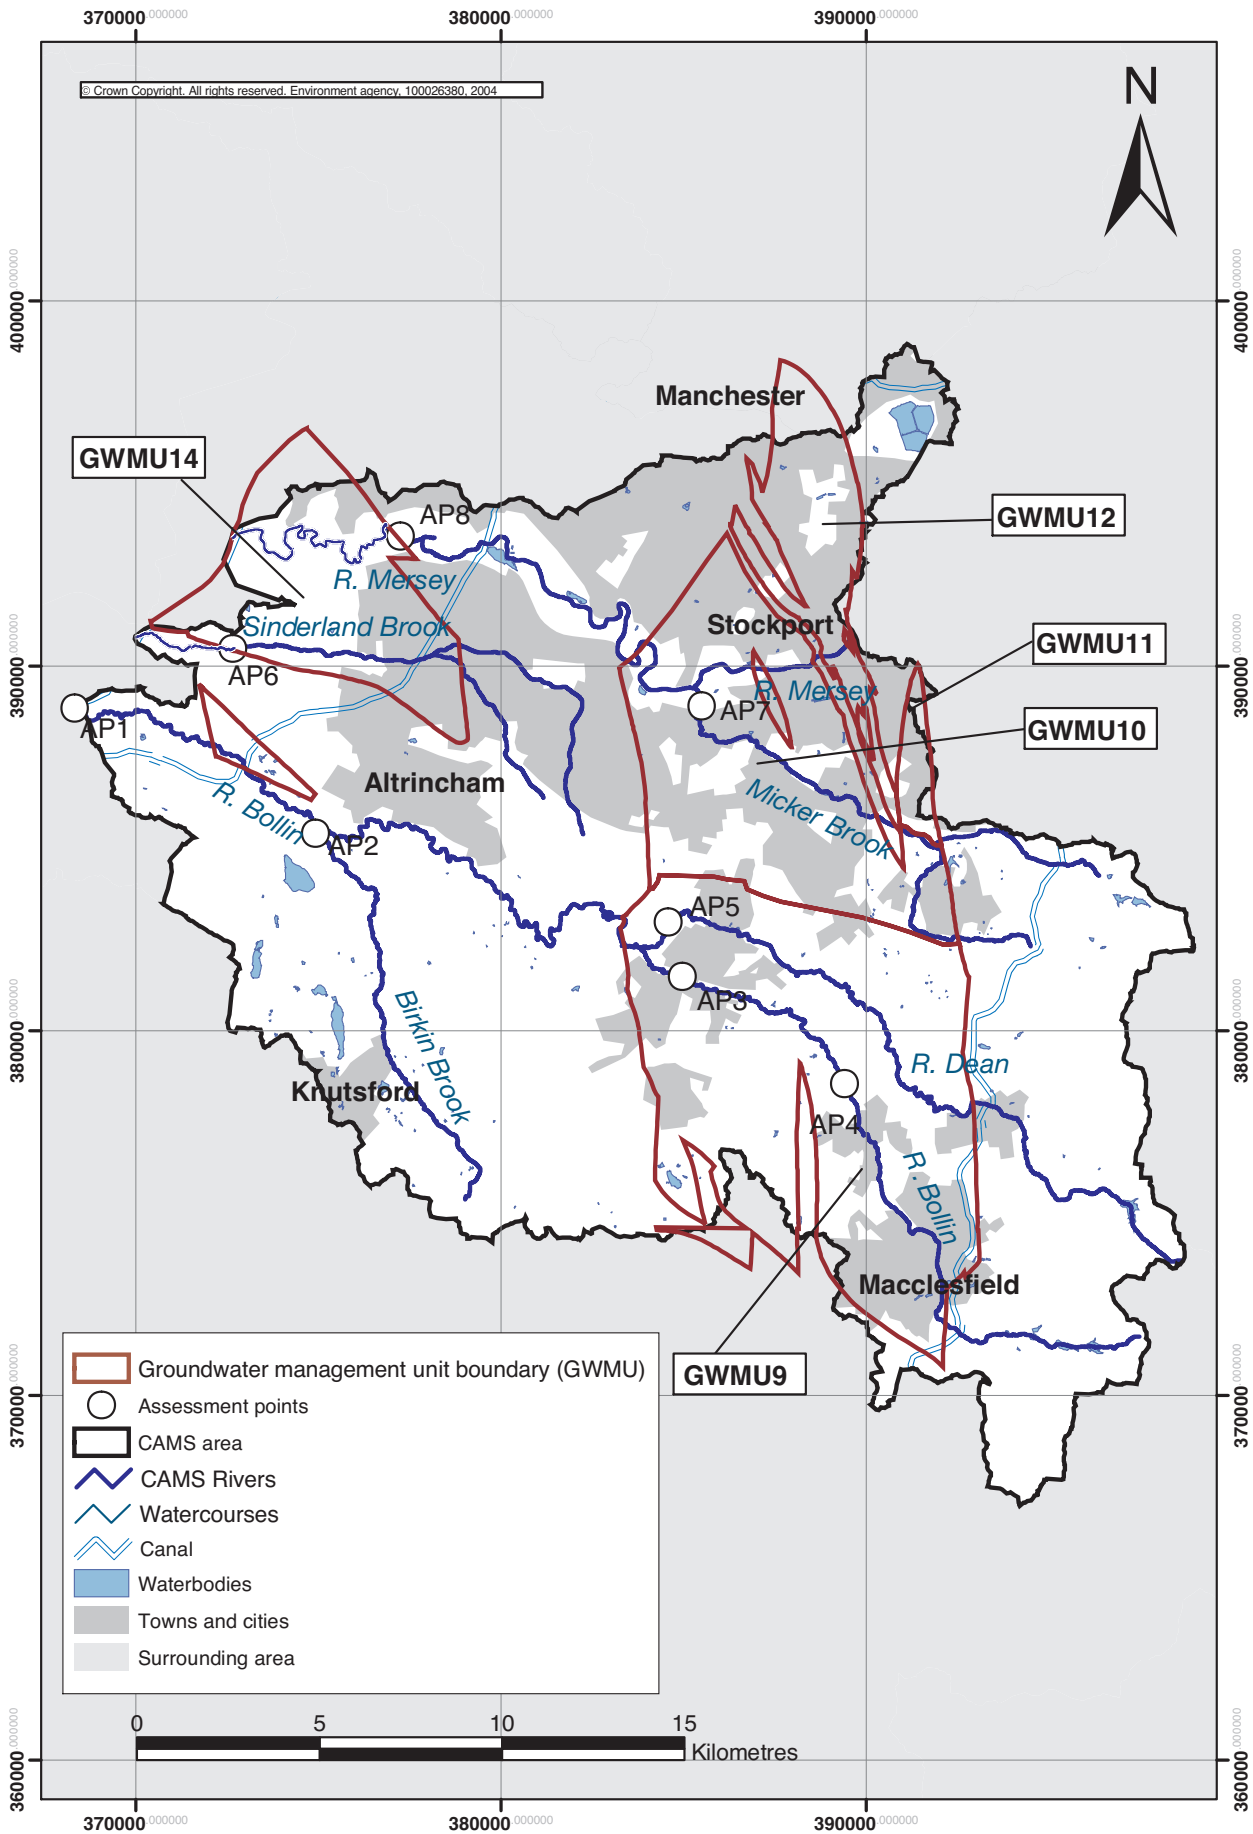 370000.000000 380000.000000 390000.000000
© Crown Copyright. All rights reserved. Environment agency, 100026380, 2004
N
400000.000000 400000.000000
Manchester
GWMU14
AP8
GWMU12
R. Mersey
Sinderland Brook
Stockport
390000.000000 390000.000000
GWMU11
AP6
R. Mersey
AP7
AP1
GWMU10
Altrincham
R. Bollin
Micker Brook
AP2
AP5
AP3
380000.000000 380000.000000
Birkin Brook
R. Dean
Knutsford
AP4
R. Bollin
Macclesfield
GWMU9
370000.000000 370000.000000
Groundwater management unit boundary (GWMU)
Assessment points
CAMS area
CAMS Rivers
Watercourses
Canal
Waterbodies
Towns and cities
Surrounding area
0 5 10 15
Kilometres
360000.000000 360000.000000
370000.000000 380000.000000 390000.000000